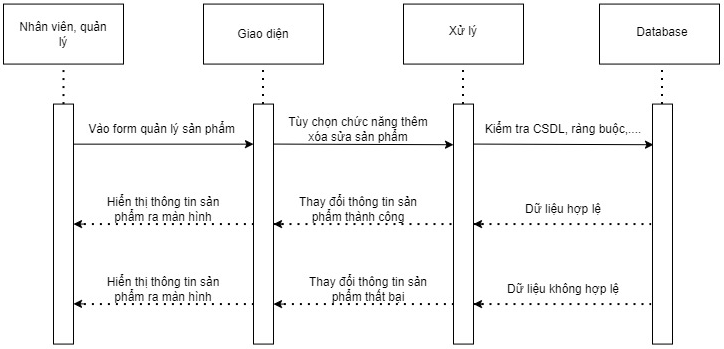 Nhân viên, quản
lý
Giao diện
Xử lý
Database
Vào form quản lý sản phẩm
Tùy chọn chức năng thêm
xóa sửa sản phẩm
Kiểm tra CSDL, ràng buộc,....
Hiển thị thông tin sản
phẩm ra màn hình
Thay đổi thông tin sản
phẩm thành công
Dữ liệu hợp lệ
Hiển thị thông tin sản
phẩm ra màn hình
Thay đổi thông tin sản
phẩm thất bại
Dữ liệu không hợp lệ